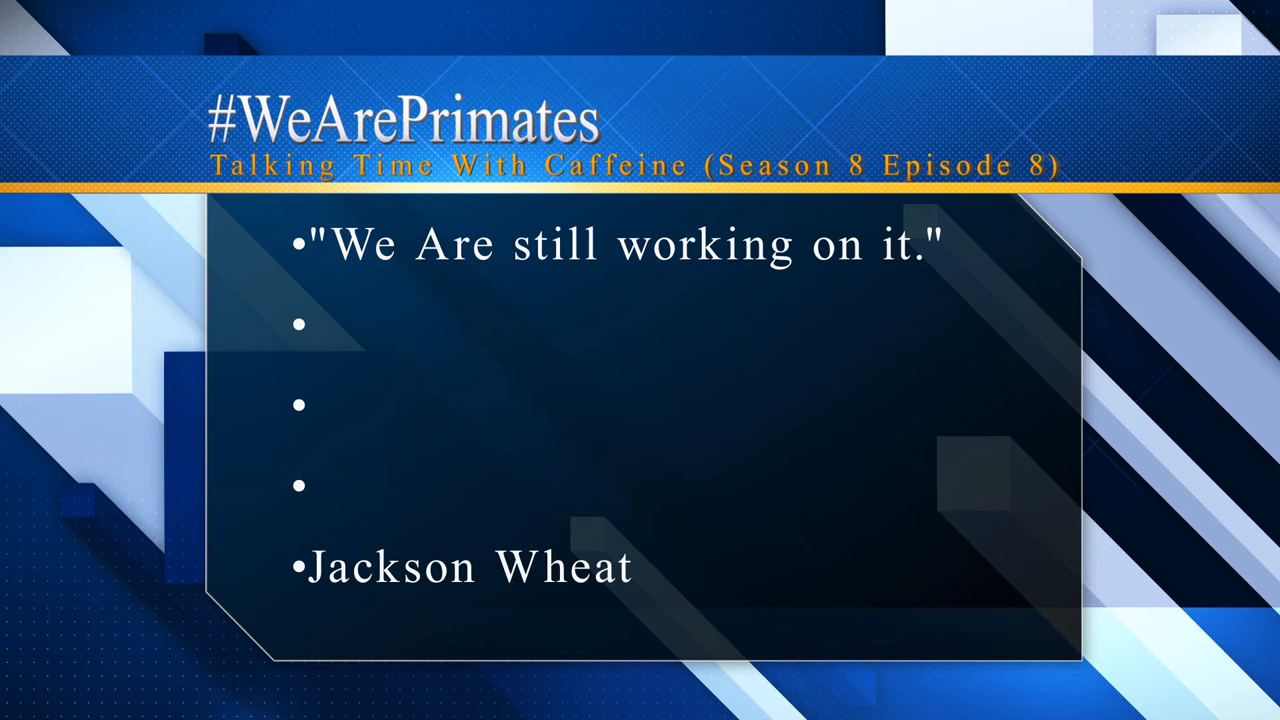 #WeArePrimates
Talking Time With Caffeine (Season 8 Episode 8)
•"We Are still working on it."
•
•
•
•Jackson Wheat